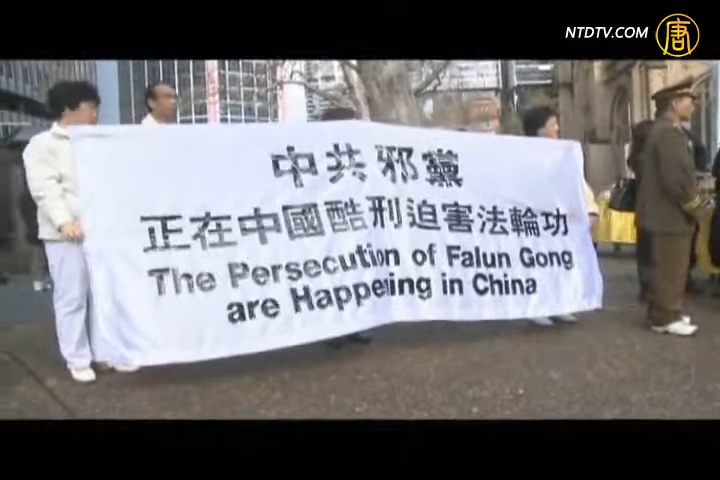 NTDTV.COM
唐
中共邪黨
正在中國酷刑迫害法輪功
The Persecution of Falun Gong
are Happening in China